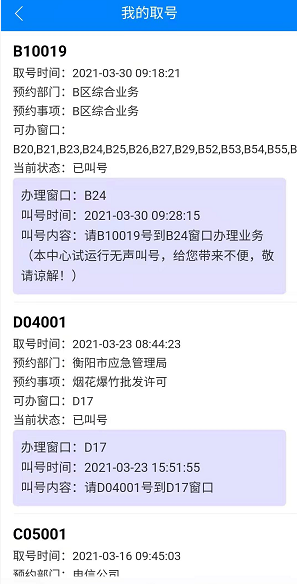 我的取号
B10019
取号时间：2021-03-30 09:18:21
预约部门：B区综合业务
预约事项：B区综合业务
可办窗口：
B20,B21,B23,B24,B25,B26,B27,B29,B52,B53,B54,B55,B
当前状态：已叫号
办理窗口：B24
叫号时间：2021-03-30 09:28:15
叫号内容：请B10019号到B24窗口办理业务
（本中心试运行无声叫号，给您带来不便，敬
请谅解！）
D04001
取号时间：2021-03-23 08:44:23
预约部门：衡阳市应急管理局
预约事项：烟花爆竹批发许可
可办窗口：D17
当前状态：已叫号
办理窗口：D17
叫号时间：2021-03-23 15:51:55
叫号内容：请D04001号到D17窗口
C05001
取号时间：2021-03-16 09:45:03
预约部门：电信公司